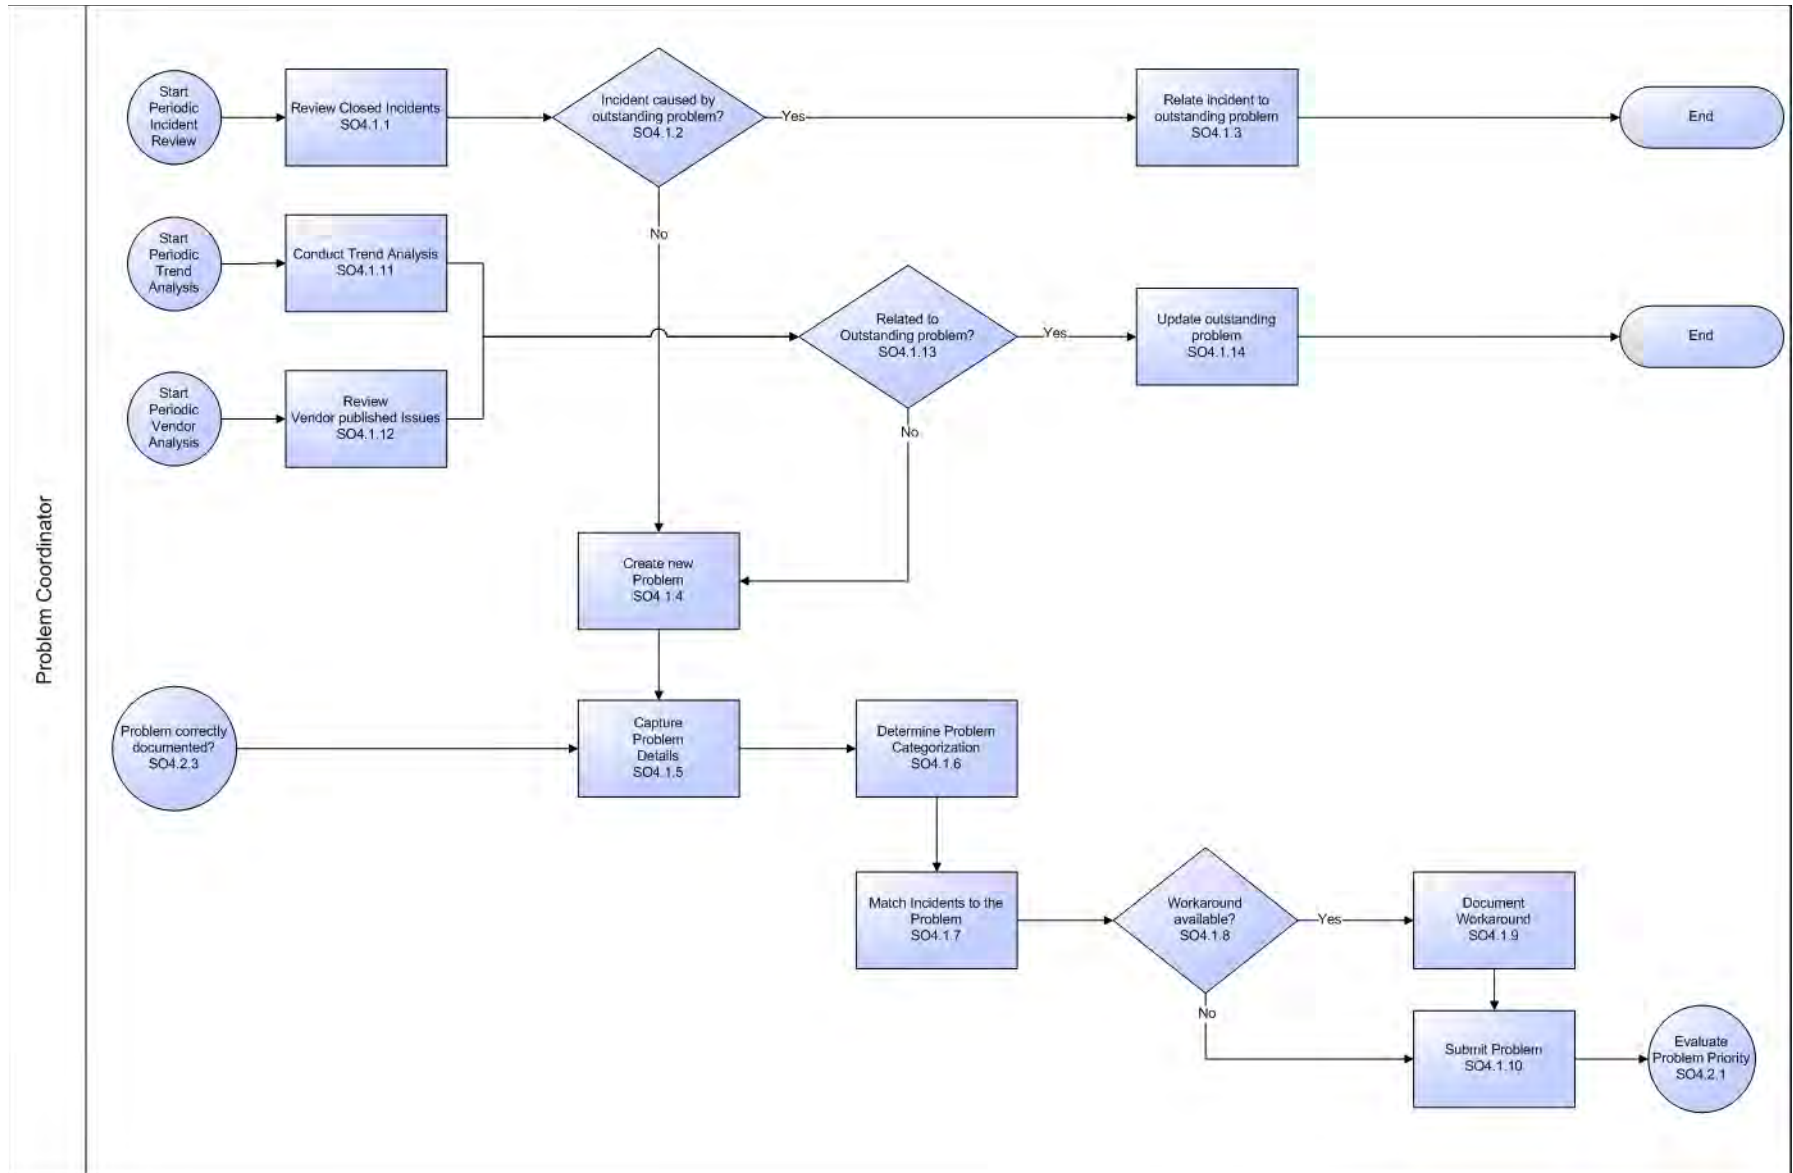 Problem Coordinator
Start
Periodic
Incident
Review
Review Closed Incidents
SO4.1.1
Incident caused by
outstanding problem?
SO4.1.2
Yes
Relate incident to
outstanding problem
SO4.1.3
End
No
Start
Periodic
Trend
Analysis
Conduct Trend Analysis
SO4.1.11
Related to
Outstanding problem?
SO4.1.13
Yes
Update outstanding
problem
SO4.1.14
End
Start
Periodic
Vendor
Analysis
Review
Vendor published Issues
SO4.1.12
No
Create new
Problem
SO4.1.4
Problem correctly
documented?
SO4.2.3
Capture
Problem
Details
SO4.1.5
Determine Problem
Categorization
SO4.1.6
Match Incidents to the
Problem
SO4.1.7
Workaround
available?
SO4.1.8
Yes
Document
Workaround
SO4.1.9
No
Submit Problem
SO4.1.10
Evaluate
Problem Priority
SO4.2.1